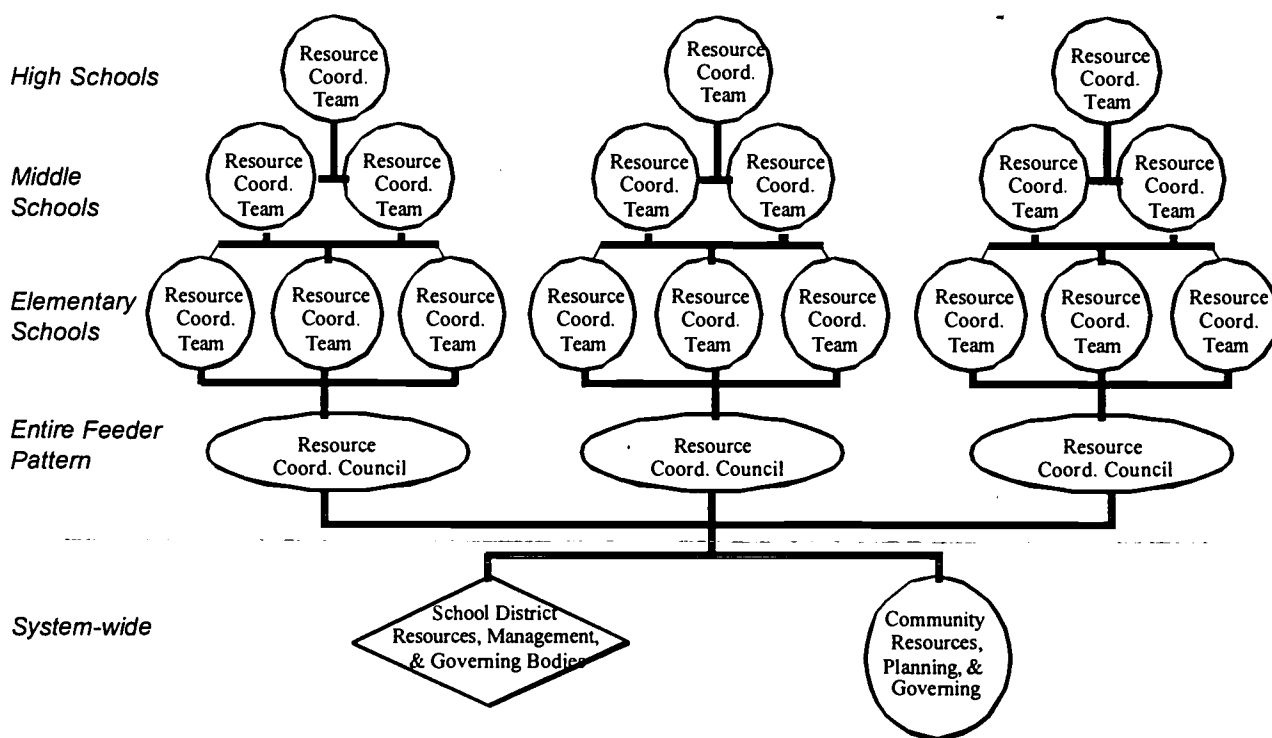 High Schools
Resource
Coord.
Team
Resource
Coord.
Team
Resource
Coord.
Team
Middle
Schools
Resource
Coord.
Team
Resource
Coord.
Team
Resource
Coord.
Team
Resource
Coord.
Team
Resource
Coord.
Team
Resource
Coord.
Team
Elementary
Schools
Resource
Coord.
Team
Resource
Coord.
Team
Resource
Coord.
Team
Resource
Coord.
Team
Resource
Coord.
Team
Resource
Coord.
Team
Resource
Coord.
Team
Resource
Coord.
Team
Resource
Coord.
Team
Entire Feeder
Pattern
Resource
Coord. Council
Resource
Coord. Council
Resource
Coord. Council
System-wide
School District
Resources, Management,
& Governing Bodies
Community
Resources,
Planning, &
Governing